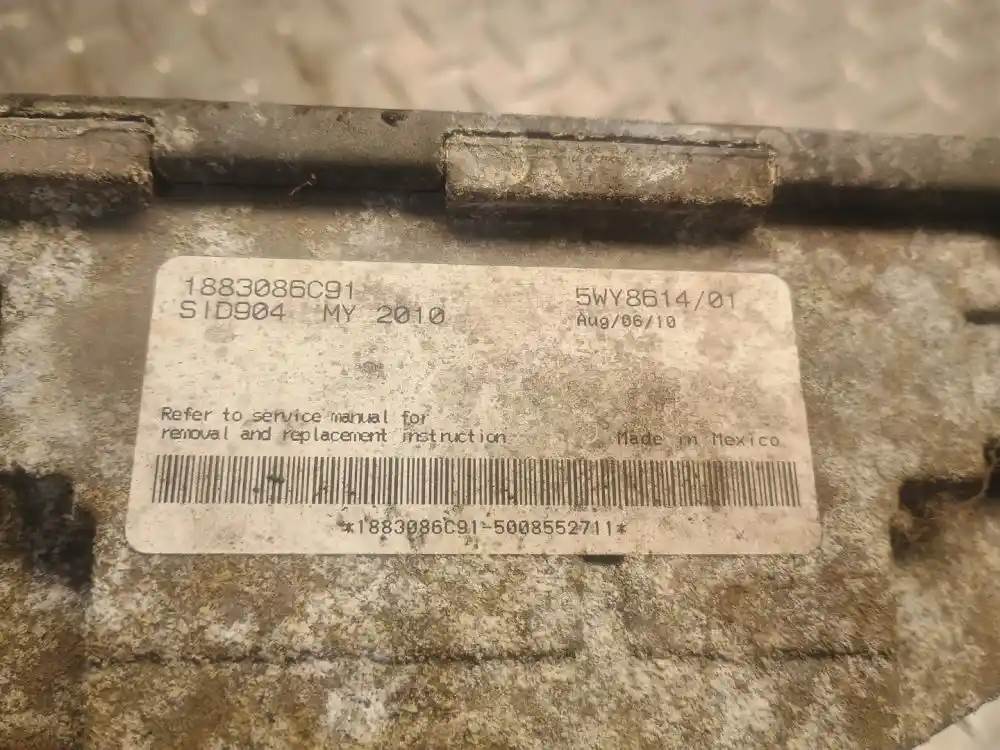 1883086C91
SID904 MY 2010
5WY8614/01
Aug/06/10
Refer to service manual for
removal and replacement instruction
Made in Mexico
*1883086C91-5008552711*